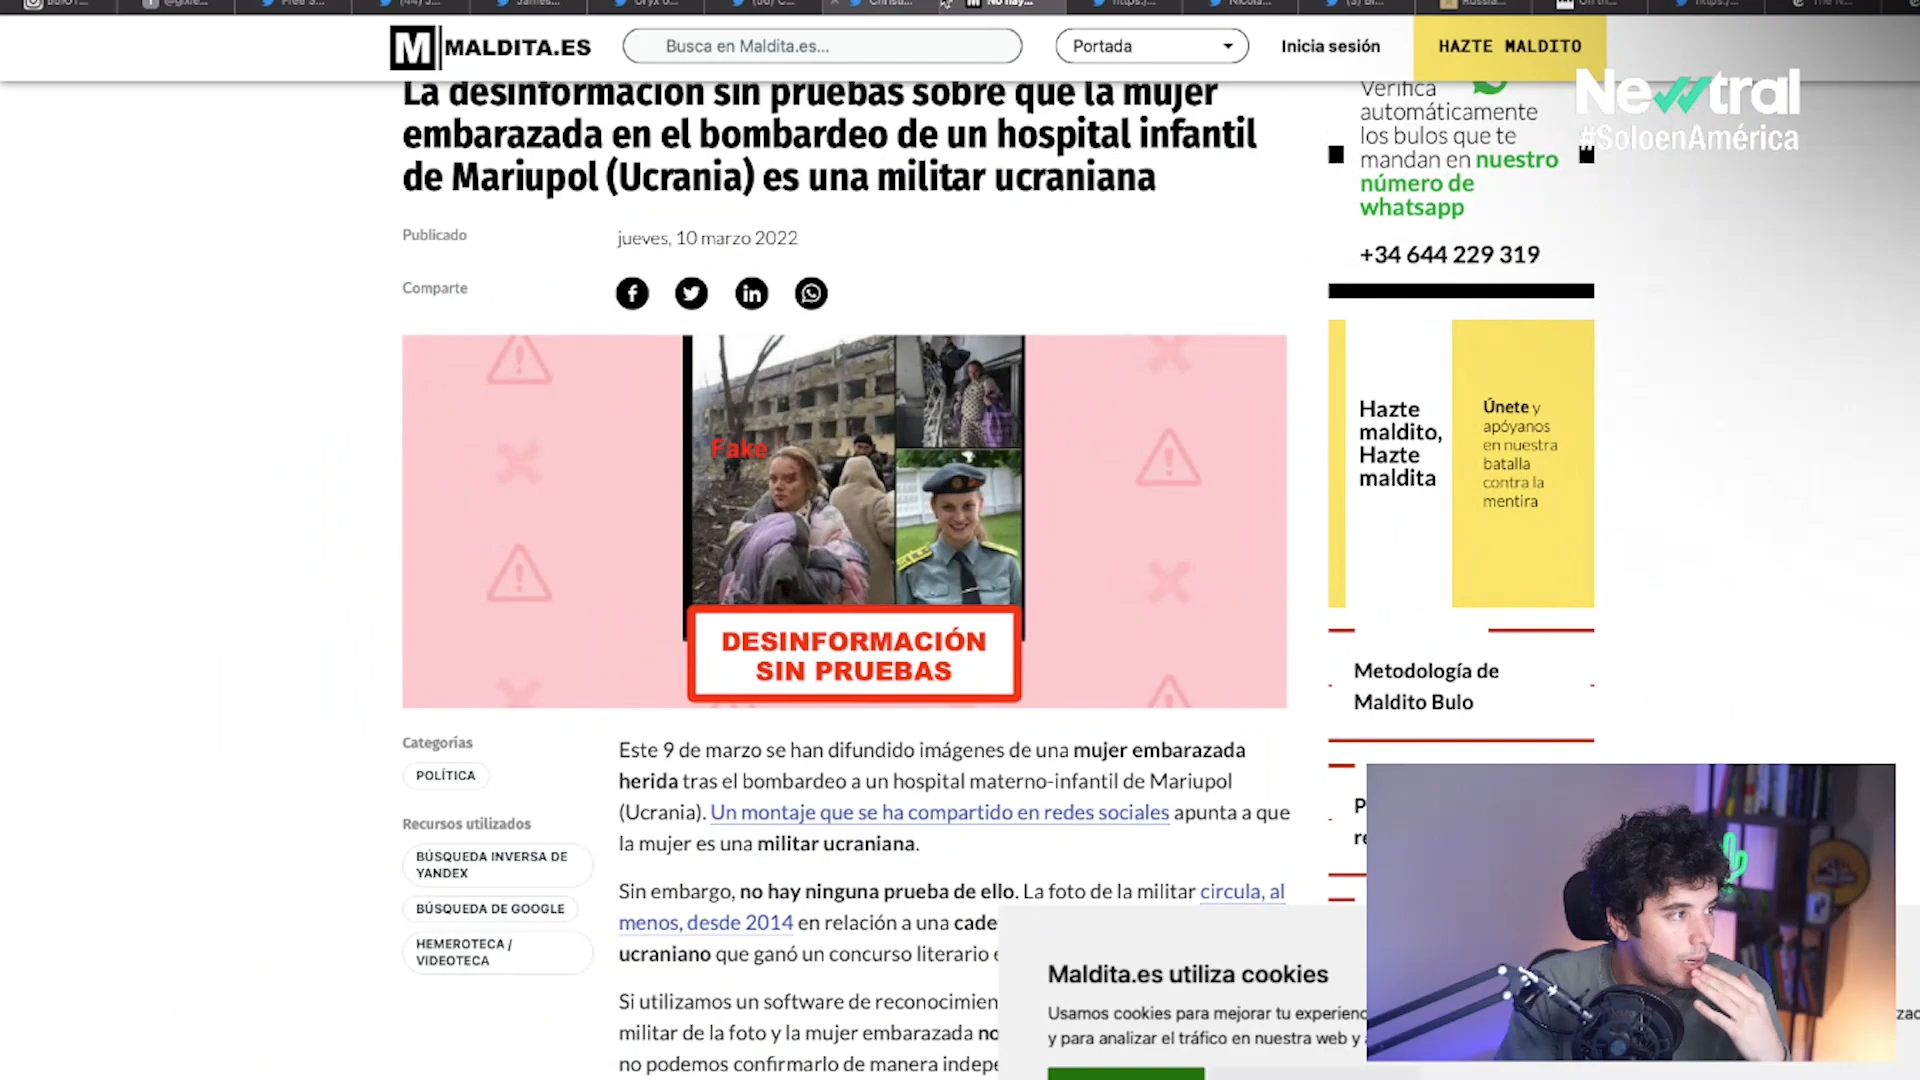 MALDITA.ES
Busca en Maldita.es...
Portada
Inicia sesión
HAZTE MALDITO
Newtral
#SoloenAmérica
La desinformación sin pruebas sobre que la mujer
embarazada en el bombardeo de un hospital infantil
de Mariupol (Ucrania) es una militar ucraniana
Publicado
jueves, 10 marzo 2022
Comparte
Verifica
automáticamente
los bulos que te
mandan en nuestro
número de
whatsapp
+34 644 229 319
Fake
DESINFORMACIÓN
SIN PRUEBAS
Hazte
maldito,
Hazte
maldita
Únete y
apóyanos
en nuestra
batalla
contra la
mentira
Metodología de
Maldito Bulo
Categorías
POLÍTICA
Recursos utilizados
BÚSQUEDA INVERSA DE
YANDEX
BÚSQUEDA DE GOOGLE
HEMEROTECA /
VIDEOTECA
Este 9 de marzo se han difundido imágenes de una mujer embarazada
herida tras el bombardeo a un hospital materno-infantil de Mariupol
(Ucrania). Un montaje que se ha compartido en redes sociales apunta a que
la mujer es una militar ucraniana.
Sin embargo, no hay ninguna prueba de ello. La foto de la militar circula, al
menos, desde 2014 en relación a una cade
ucraniano que ganó un concurso literario
Si utilizamos un software de reconocimien
militar de la foto y la mujer embarazada no
no podemos confirmarlo de manera indepe
Maldita.es utiliza cookies
Usamos cookies para mejorar tu experienc
y para analizar el tráfico en nuestra web y